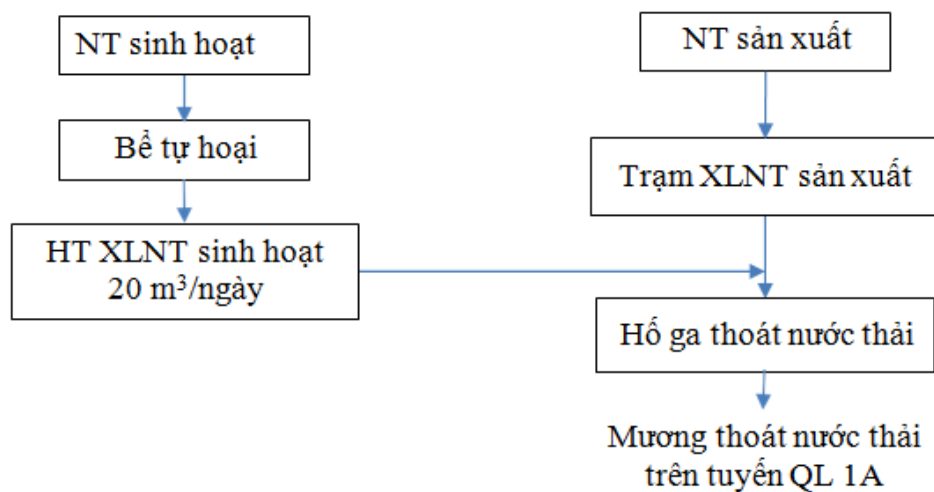 NT sinh hoạt
Bể tự hoại
HT XLNT sinh hoạt
20 m³/ngày
NT sản xuất
Trạm XLNT sản xuất
Hố ga thoát nước thải
Mương thoát nước thải
trên tuyến QL 1A